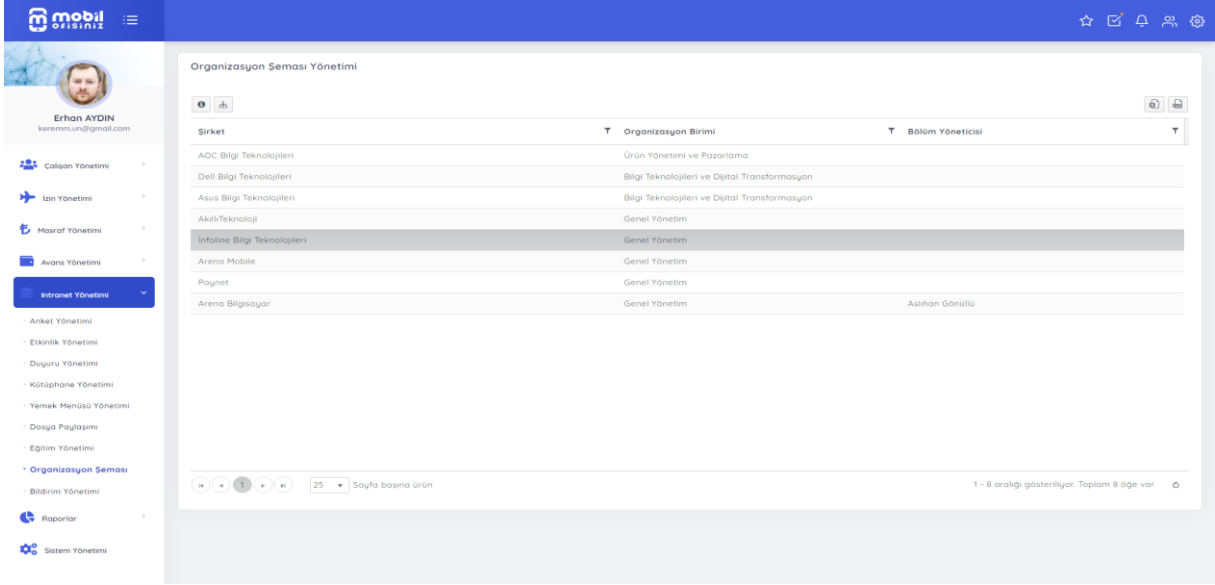 mobil
OFİSİNİZ
Erhan AYDIN
keremm.un@gmail.com
Çalışan Yönetimi
İzin Yönetimi
Masraf Yönetimi
Avans Yönetimi
Intranet Yönetimi
Anket Yönetimi
Etkinlik Yönetimi
Duyuru Yönetimi
Kütüphane Yönetimi
Yemek Menüsü Yönetimi
Dosya Paylaşımı
Eğitim Yönetimi
Organizasyon Şeması
Bildirim Yönetimi
Raporlar
Sistem Yönetimi
Organizasyon Şeması Yönetimi
Şirket Organizasyon Birimi Bölüm Yöneticisi
AOC Bilgi Teknolojileri Ürün Yönetimi ve Pazarlama
Dell Bilgi Teknolojileri Bilgi Teknolojileri ve Dijital Transformasyon
Asus Bilgi Teknolojileri Bilgi Teknolojileri ve Dijital Transformasyon
AkıllıTeknoloji Genel Yönetim
İnfoline Bilgi Teknolojileri Genel Yönetim
Arena Mobile Genel Yönetim
Paynet Genel Yönetim
Arena Bilgisayar Genel Yönetim Aslıhan Gönüllü
1 25 Sayfa başına ürün 1 - 8 aralığı gösteriliyor. Toplam 8 öğe var